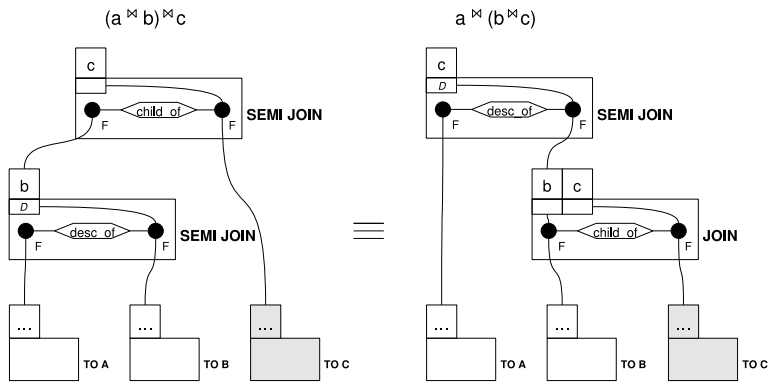 (a ⋈ b) ⋈ c
a ⋈ (b ⋈ c)
c
c
D
child_of
F
F
SEMI JOIN
desc_of
F
F
SEMI JOIN
b
D
desc_of
F
F
SEMI JOIN
b c
child_of
F
F
JOIN
...
TO A
...
TO B
...
TO C
...
TO A
...
TO B
...
TO C